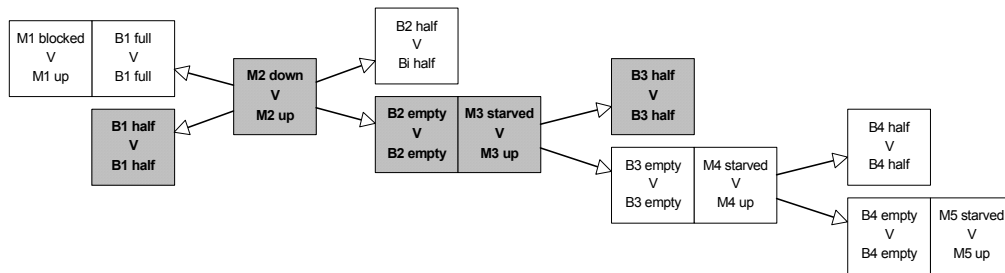 M1 blocked
V
M1 up
B1 full
V
B1 full
B1 half
V
B1 half
M2 down
V
M2 up
B2 half
V
Bi half
B2 empty
V
B2 empty
M3 starved
V
M3 up
B3 half
V
B3 half
B3 empty
V
B3 empty
M4 starved
V
M4 up
B4 half
V
B4 half
B4 empty
V
B4 empty
M5 starved
V
M5 up